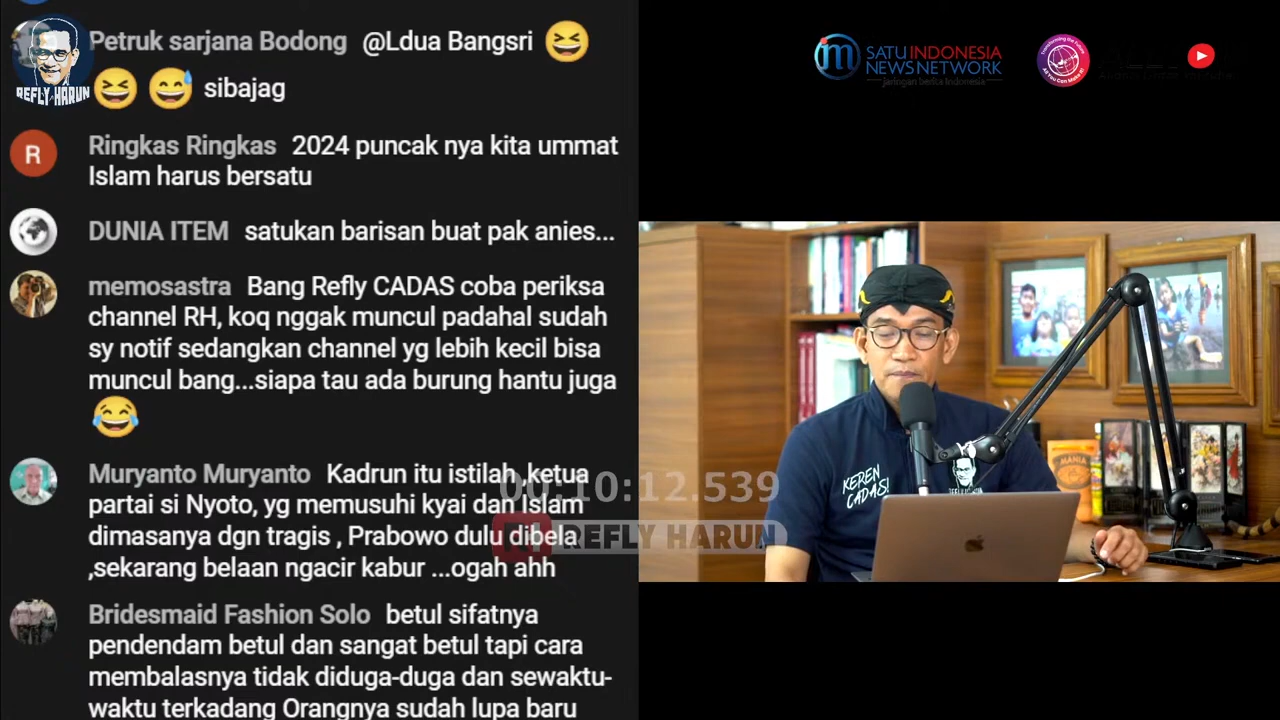 Petruk sarjana Bodong @Ldua Bangsri 😆
😆 😅 sibajag
REFLY HARUN
R
Ringkas Ringkas 2024 puncak nya kita ummat
Islam harus bersatu
DUNIA ITEM satukan barisan buat pak anies...
memosastra Bang Refly CADAS coba periksa
channel RH, koq nggak muncul padahal sudah
sy notif sedangkan channel yg lebih kecil bisa
muncul bang...siapa tau ada burung hantu juga
😂
Muryanto Muryanto Kadrun itu istilah ketua
partai si Nyoto, yg memusuhi kyai dan Islam
dimasanya dgn tragis , Prabowo dulu dibela
,sekarang belaan ngacir kabur ...ogah ahh
Bridesmaid Fashion Solo betul sifatnya
pendendam betul dan sangat betul tapi cara
membalasnya tidak diduga-duga dan sewaktu-
waktu terkadang Orangnya sudah lupa baru
00:10:12.539
REFLY HARUN
SATU INDONESIA
NEWS NETWORK
jaringan berita Indonesia
KEREN
CADAS!
MANIA